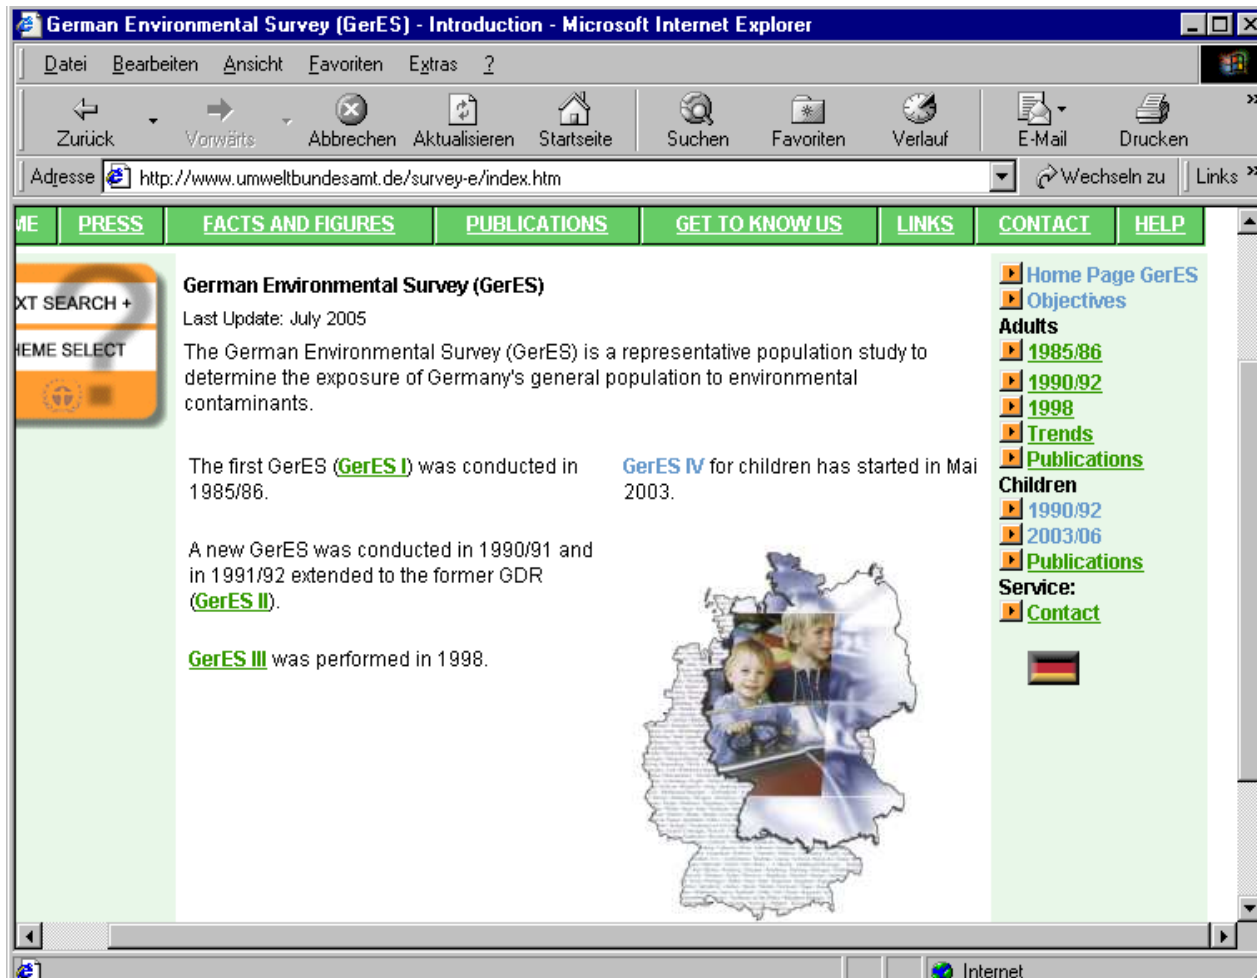 German Environmental Survey (GerES) - Introduction - Microsoft Internet Explorer
Datei Bearbeiten Ansicht Favoriten Extras ?
Zurück Vorwärts Abbrechen Aktualisieren Startseite Suchen Favoriten Verlauf E-Mail Drucken
Adresse http://www.umweltbundesamt.de/survey-e/index.htm Wechseln zu Links
ME PRESS FACTS AND FIGURES PUBLICATIONS GET TO KNOW US LINKS CONTACT HELP
XT SEARCH +
HEME SELECT
German Environmental Survey (GerES)
Last Update: July 2005
The German Environmental Survey (GerES) is a representative population study to
determine the exposure of Germany's general population to environmental
contaminants.
The first GerES (GerES I) was conducted in
1985/86.
A new GerES was conducted in 1990/91 and
in 1991/92 extended to the former GDR
(GerES II).
GerES III was performed in 1998.
GerES IV for children has started in Mai
2003.
Home Page GerES
Objectives
Adults
1985/86
1990/92
1998
Trends
Publications
Children
1990/92
2003/06
Publications
Service:
Contact
Internet